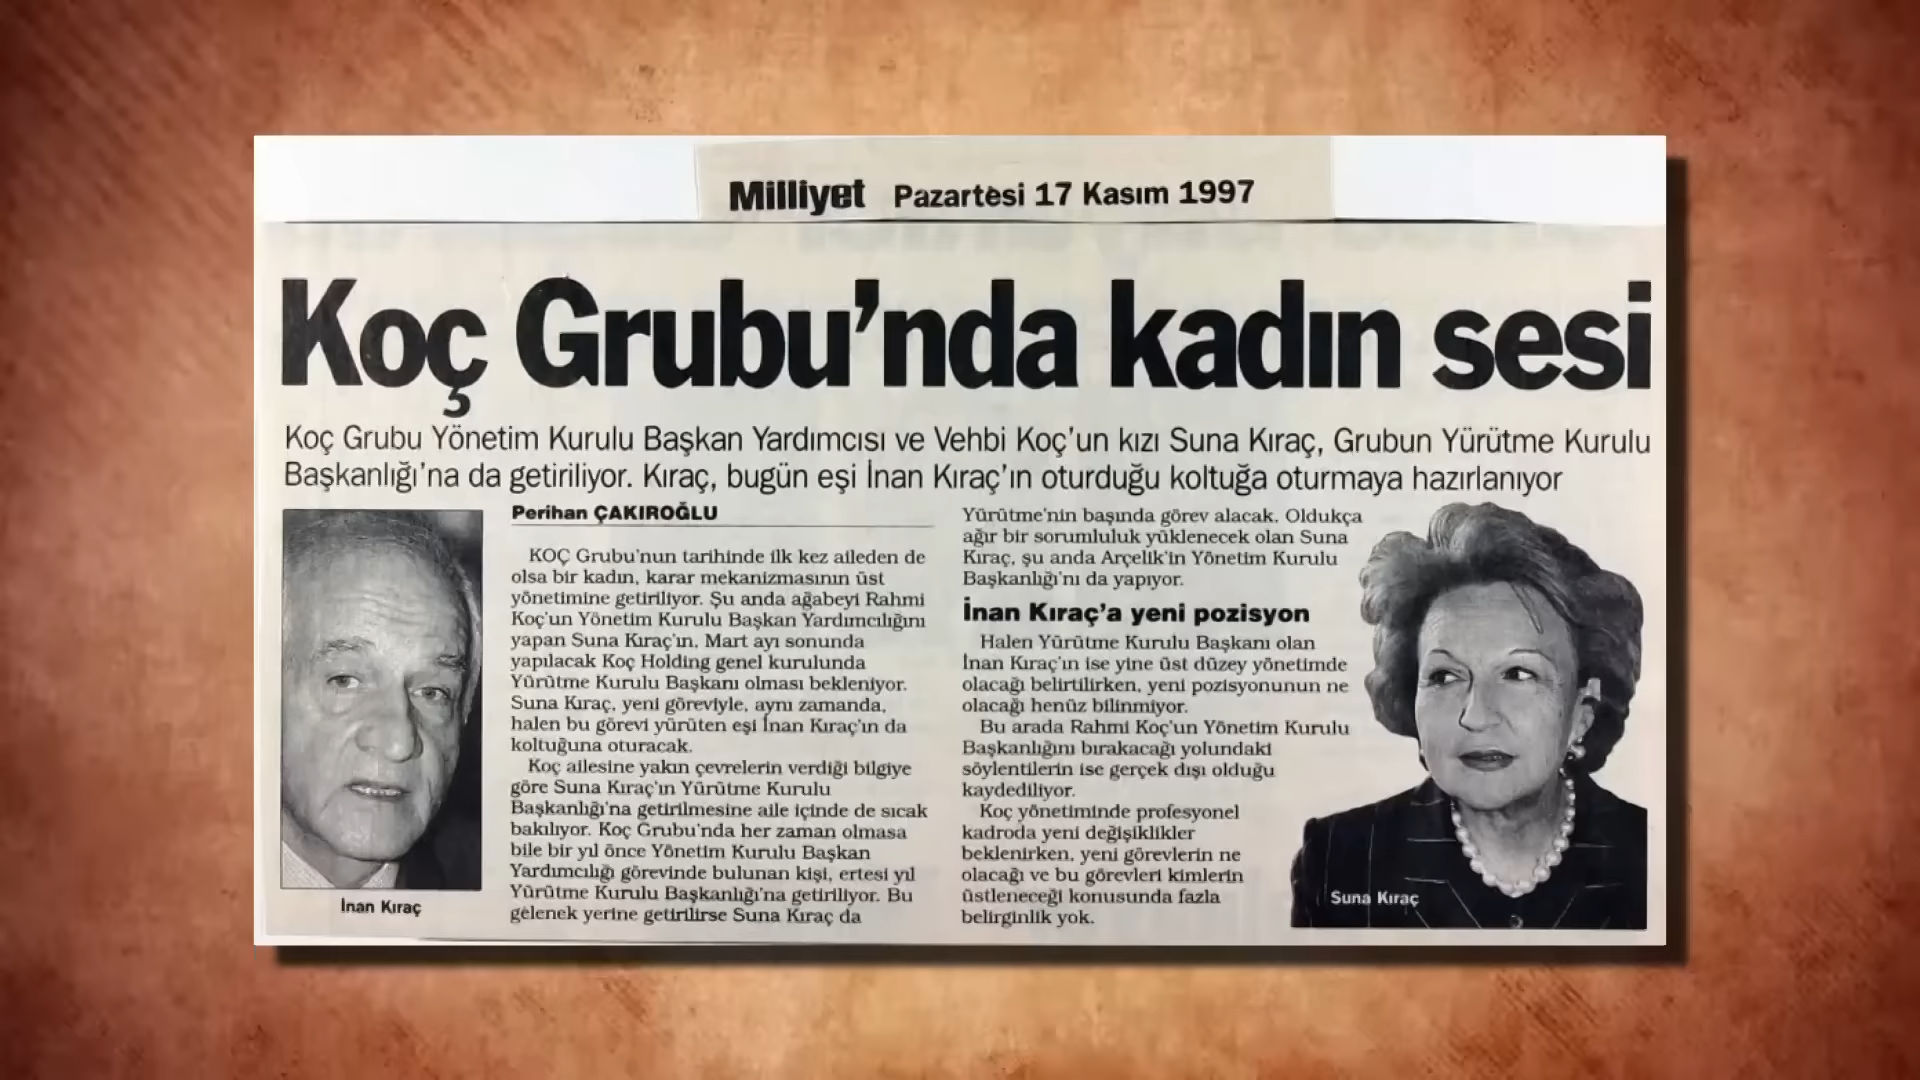 Milliyet Pazartesi 17 Kasım 1997
Koç Grubu'nda kadın sesi
Koç Grubu Yönetim Kurulu Başkan Yardımcısı ve Vehbi Koç'un kızı Suna Kıraç, Grubun Yürütme Kurulu
Başkanlığı'na da getiriliyor. Kıraç, bugün eşi İnan Kıraç'ın oturduğu koltuğa oturmaya hazırlanıyor
İnan Kıraç
Perihan ÇAKIROĞLU
KOÇ Grubu'nun tarihinde ilk kez aileden de
olsa bir kadın, karar mekanizmasının üst
yönetimine getiriliyor. Şu anda ağabeyi Rahmi
Koç'un Yönetim Kurulu Başkan Yardımcılığını
yapan Suna Kıraç'ın, Mart ayı sonunda
yapılacak Koç Holding genel kurulunda
Yürütme Kurulu Başkanı olması bekleniyor.
Suna Kıraç, yeni göreviyle, aynı zamanda,
halen bu görevi yürüten eşi İnan Kıraç'ın da
koltuğuna oturacak.
Koç ailesine yakın çevrelerin verdiği bilgiye
göre Suna Kıraç'ın Yürütme Kurulu
Başkanlığı'na getirilmesine aile içinde de sıcak
bakılıyor. Koç Grubu'nda her zaman olmasa
bile bir yıl önce Yönetim Kurulu Başkan
Yardımcılığı görevinde bulunan kişi, ertesi yıl
Yürütme Kurulu Başkanlığı'na getiriliyor. Bu
gelenek yerine getirilirse Suna Kıraç da
Yürütme'nin başında görev alacak. Oldukça
ağır bir sorumluluk yüklenecek olan Suna
Kıraç, şu anda Arçelik'in Yönetim Kurulu
Başkanlığı'nı da yapıyor.
İnan Kıraç'a yeni pozisyon
Halen Yürütme Kurulu Başkanı olan
İnan Kıraç'ın ise yine üst düzey yönetimde
olacağı belirtilirken, yeni pozisyonunun ne
olacağı henüz bilinmiyor.
Bu arada Rahmi Koç'un Yönetim Kurulu
Başkanlığını bırakacağı yolundaki
söylentilerin ise gerçek dışı olduğu
kaydediliyor.
Koç yönetiminde profesyonel
kadroda yeni değişiklikler
beklenirken, yeni görevlerin ne
olacağı ve bu görevleri kimlerin
üstleneceği konusunda fazla
belirginlik yok.
Suna Kıraç